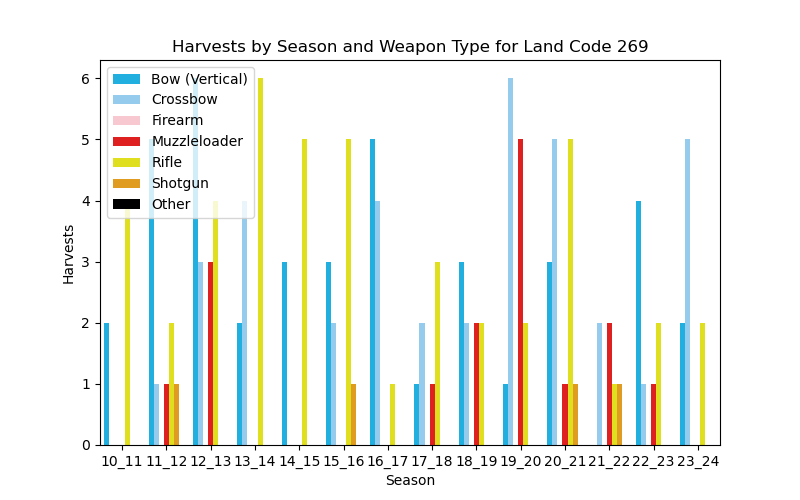 Harvests by Season and Weapon Type for Land Code 269
Bow (Vertical)
Crossbow
Firearm
Muzzleloader
Rifle
Shotgun
Other
Harvests
6
5
4
3
2
1
0
10_11 11_12 12_13 13_14 14_15 15_16 16_17 17_18 18_19 19_20 20_21 21_22 22_23 23_24
Season